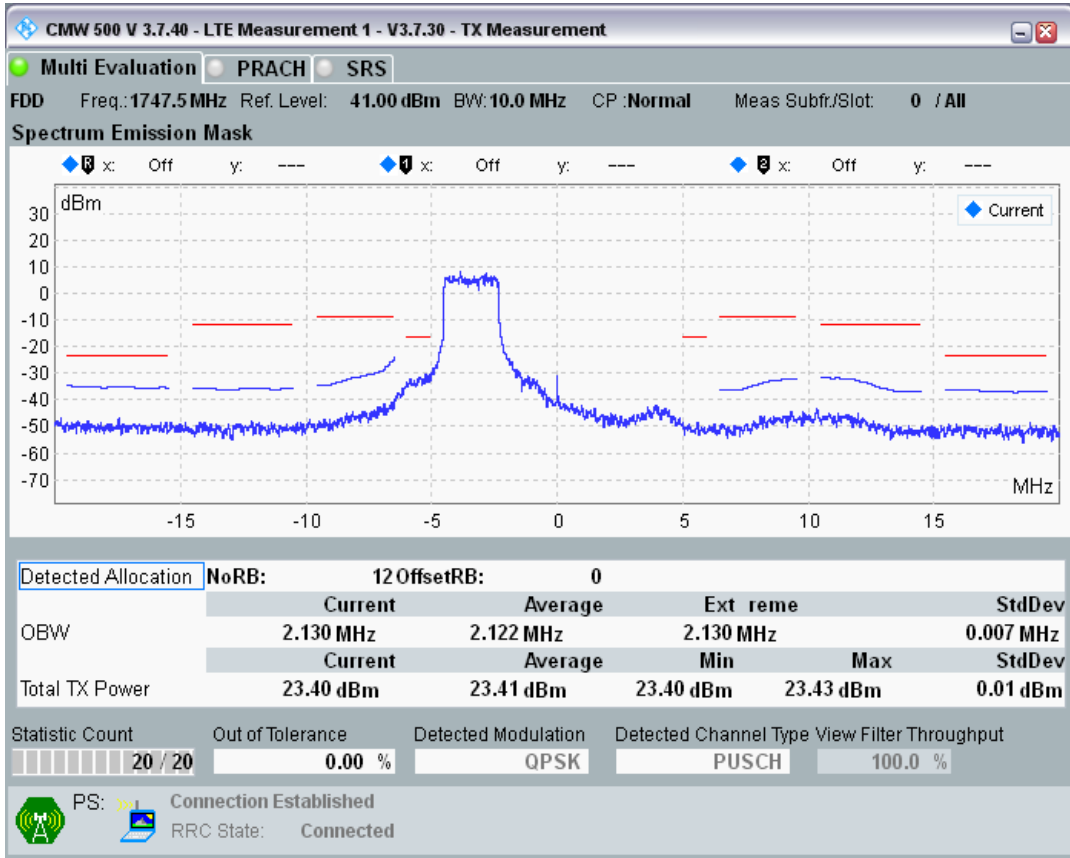 CMW 500 V 3.7.40 - LTE Measurement 1 - V3.7.30 - TX Measurement
Multi Evaluation PRACH SRS
FDD Freq.: 1747.5 MHz Ref. Level: 41.00 dBm BW: 10.0 MHz CP :Normal Meas Subfr./Slot: 0 / All
Spectrum Emission Mask
R x: Off y: --- 1 x: Off y: --- 2 x: Off y: ---
dBm
Current
30
20
10
0
-10
-20
-30
-40
-50
-60
-70
MHz
-15 -10 -5 0 5 10 15
Detected Allocation NoRB: 12 OffsetRB: 0
Current Average Ext reme StdDev
OBW 2.130 MHz 2.122 MHz 2.130 MHz 0.007 MHz
Current Average Min Max StdDev
Total TX Power 23.40 dBm 23.41 dBm 23.40 dBm 23.43 dBm 0.01 dBm
Statistic Count Out of Tolerance Detected Modulation Detected Channel Type View Filter Throughput
20 / 20 0.00 % QPSK PUSCH 100.0 %
PS: Connection Established
RRC State: Connected